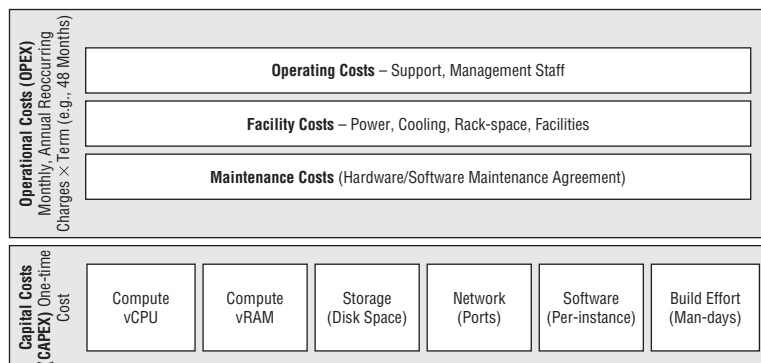 Operational Costs (OPEX)
Monthly, Annual Reoccurring
Charges × Term (e.g., 48 Months)
Operating Costs – Support, Management Staff
Facility Costs – Power, Cooling, Rack-space, Facilities
Maintenance Costs (Hardware/Software Maintenance Agreement)
Capital Costs
(CAPEX) One-time
Cost
Compute
vCPU
Compute
vRAM
Storage
(Disk Space)
Network
(Ports)
Software
(Per-instance)
Build Effort
(Man-days)